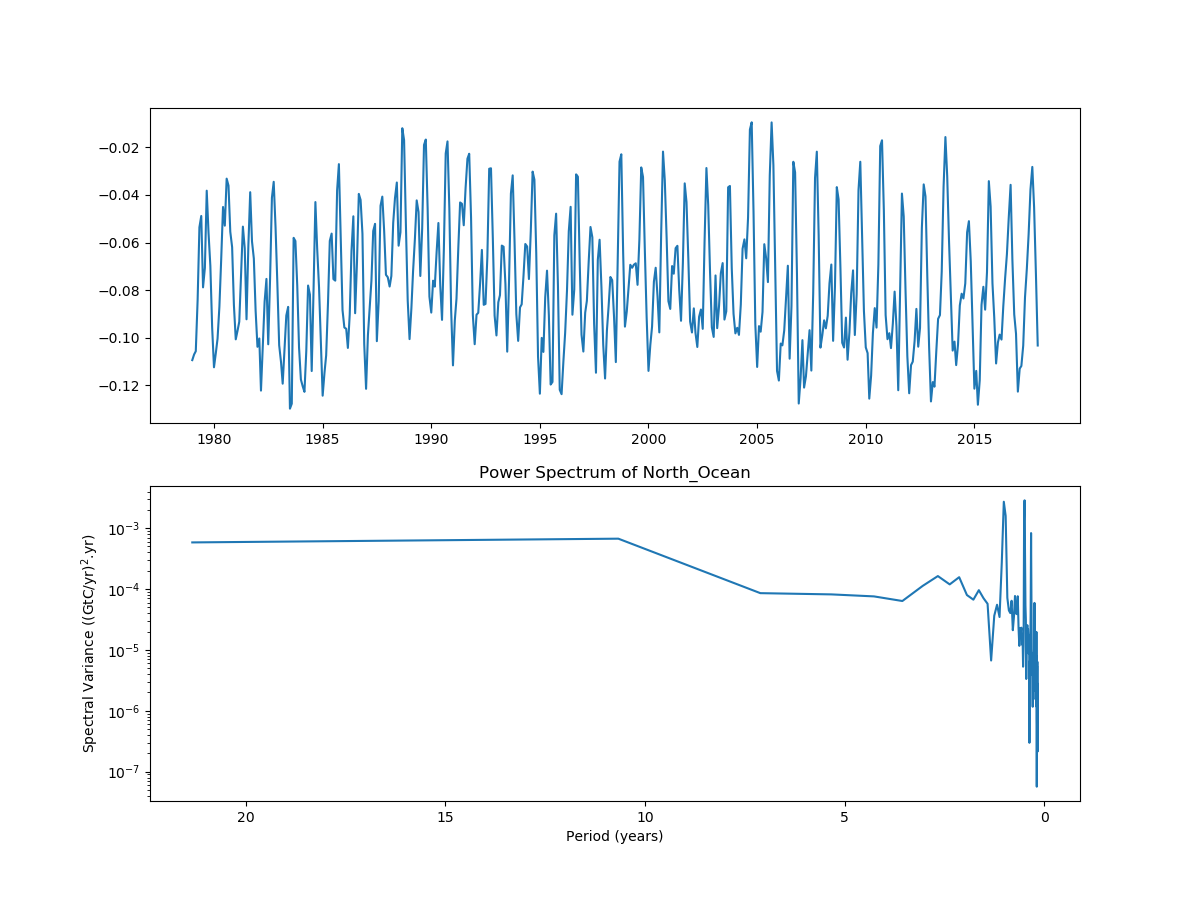 −0.02
−0.04
−0.06
−0.08
−0.10
−0.12
1980 1985 1990 1995 2000 2005 2010 2015
Power Spectrum of North_Ocean
Spectral Variance ((GtC/yr)².yr)
10⁻³
10⁻⁴
10⁻⁵
10⁻⁶
10⁻⁷
20 15 10 5 0
Period (years)